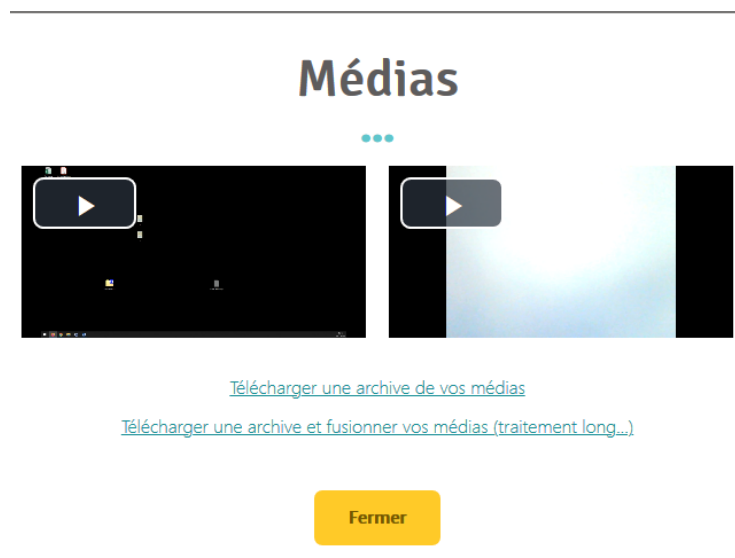 Médias
Télécharger une archive de vos médias
Télécharger une archive et fusionner vos médias (traitement long...)
Fermer